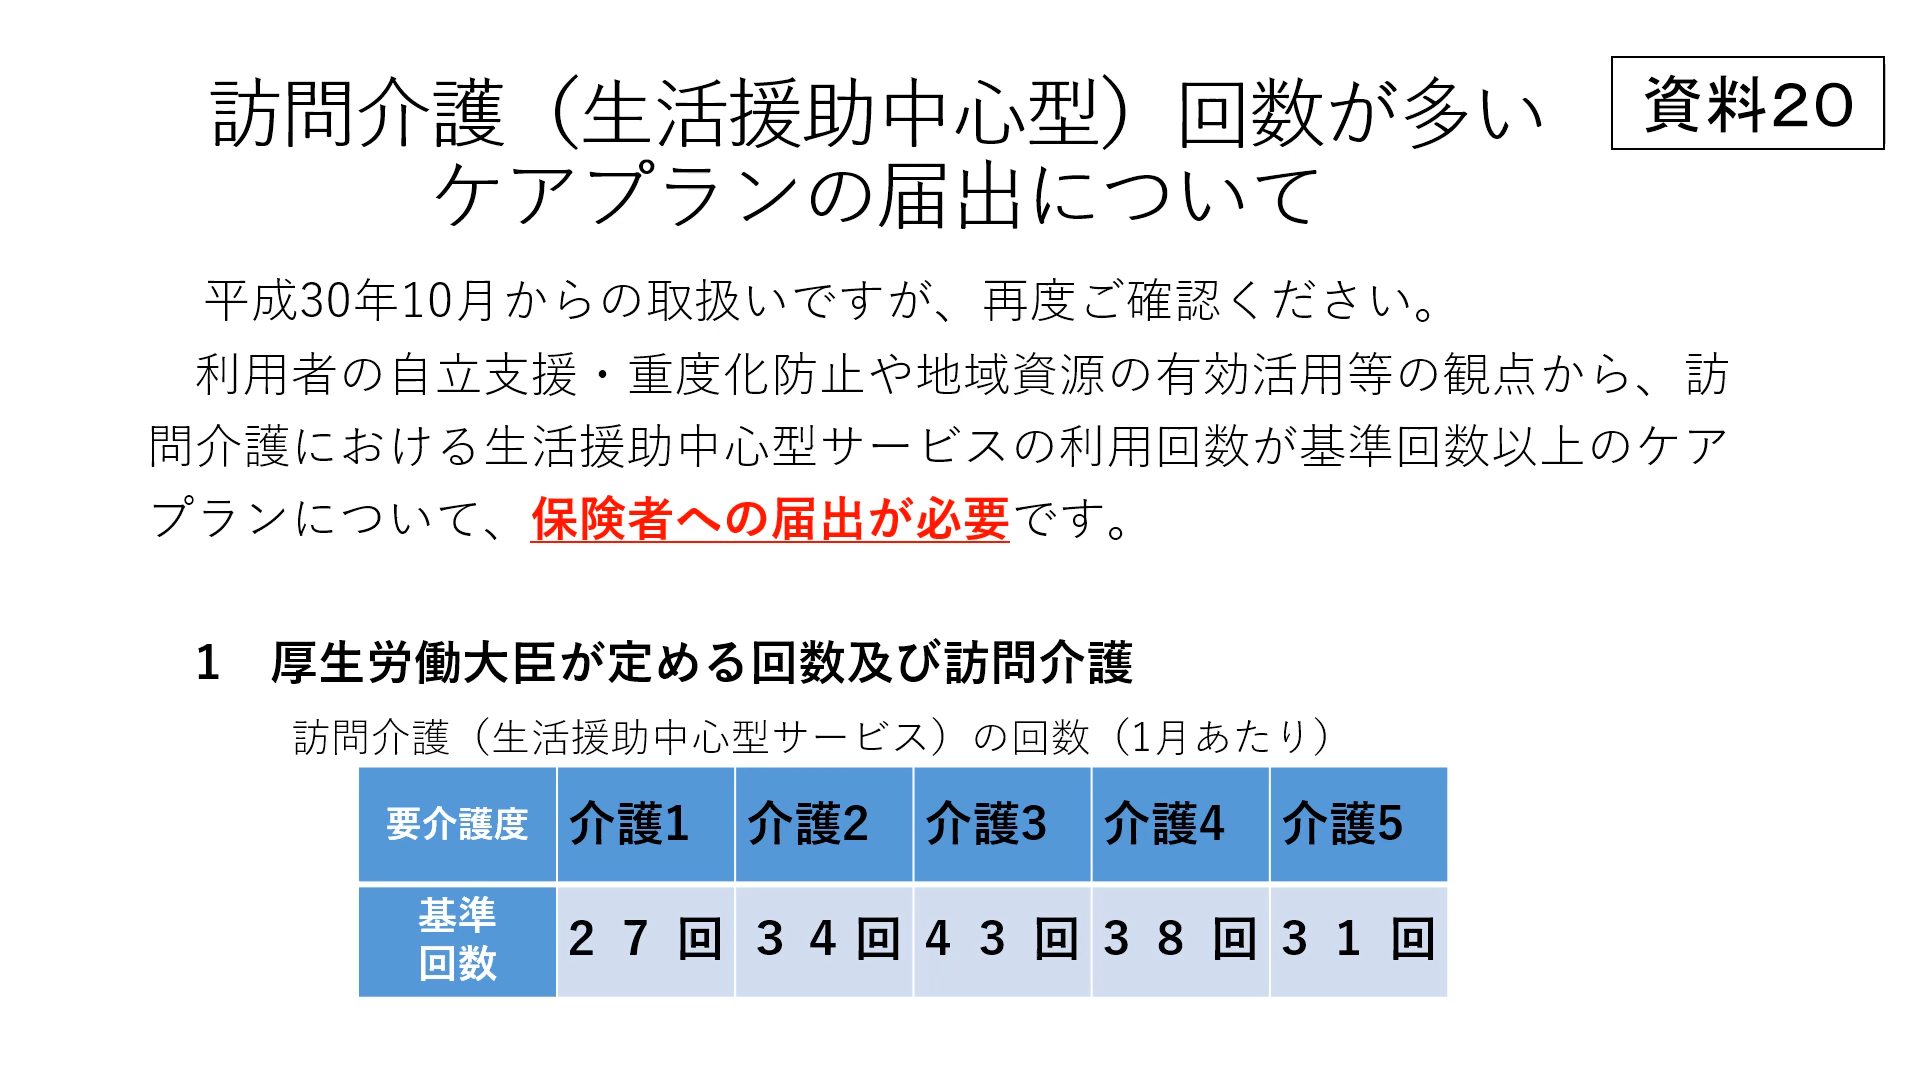 訪問介護（生活援助中心型）回数が多い
ケアプランの届出について
資料20
平成30年10月からの取扱いですが、再度ご確認ください。
利用者の自立支援・重度化防止や地域資源の有効活用等の観点から、訪
問介護における生活援助中心型サービスの利用回数が基準回数以上のケア
プランについて、保険者への届出が必要です。
1　厚生労働大臣が定める回数及び訪問介護
訪問介護（生活援助中心型サービス）の回数（1月あたり）
要介護度 介護1 介護2 介護3 介護4 介護5
基準
回数 27回 34回 43回 38回 31回